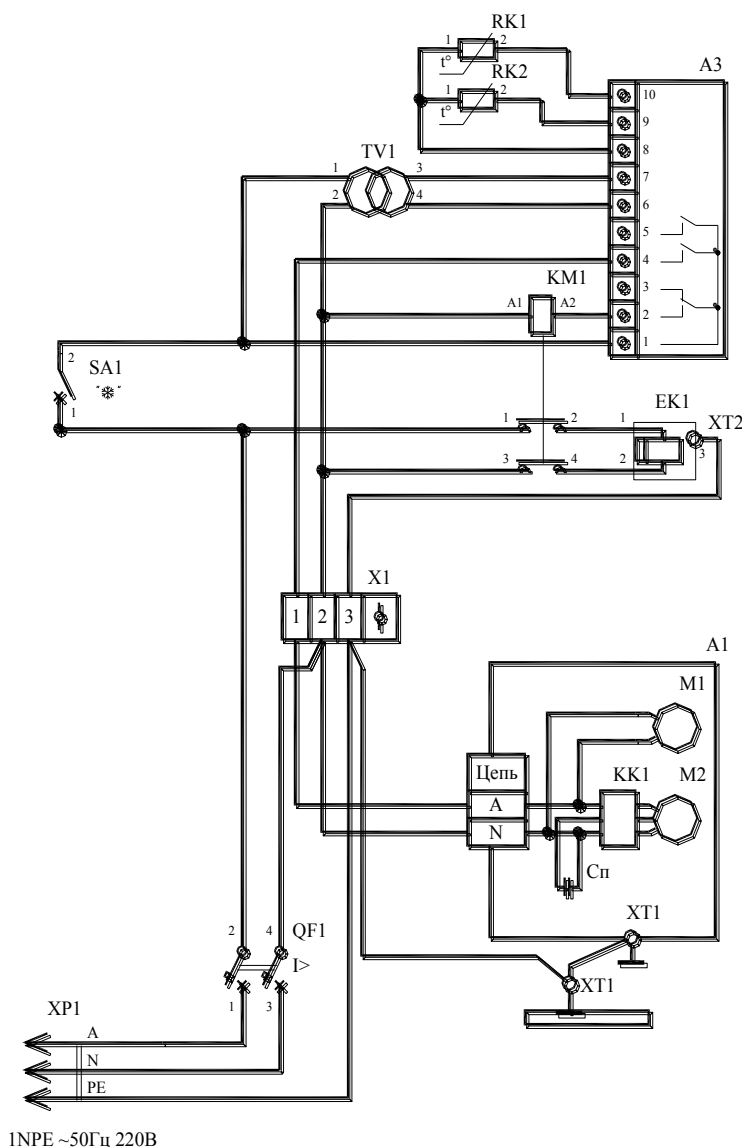 RK1
1 2
t°
RK2
1 2
t°
A3
10
9
8
7
6
5
4
3
2
1
TV1
1 3
2 4
KM1
A1 A2
2
SA1
"❄"
1
1 2
3 4
EK1
1
2
XT2
3
X1
1 2 3
A1
M1
Цепь
A
N
KK1
M2
Cп
XT1
XT1
2 4
QF1
I>
1 3
XP1
A
N
PE
1NPE ~50Гц 220В